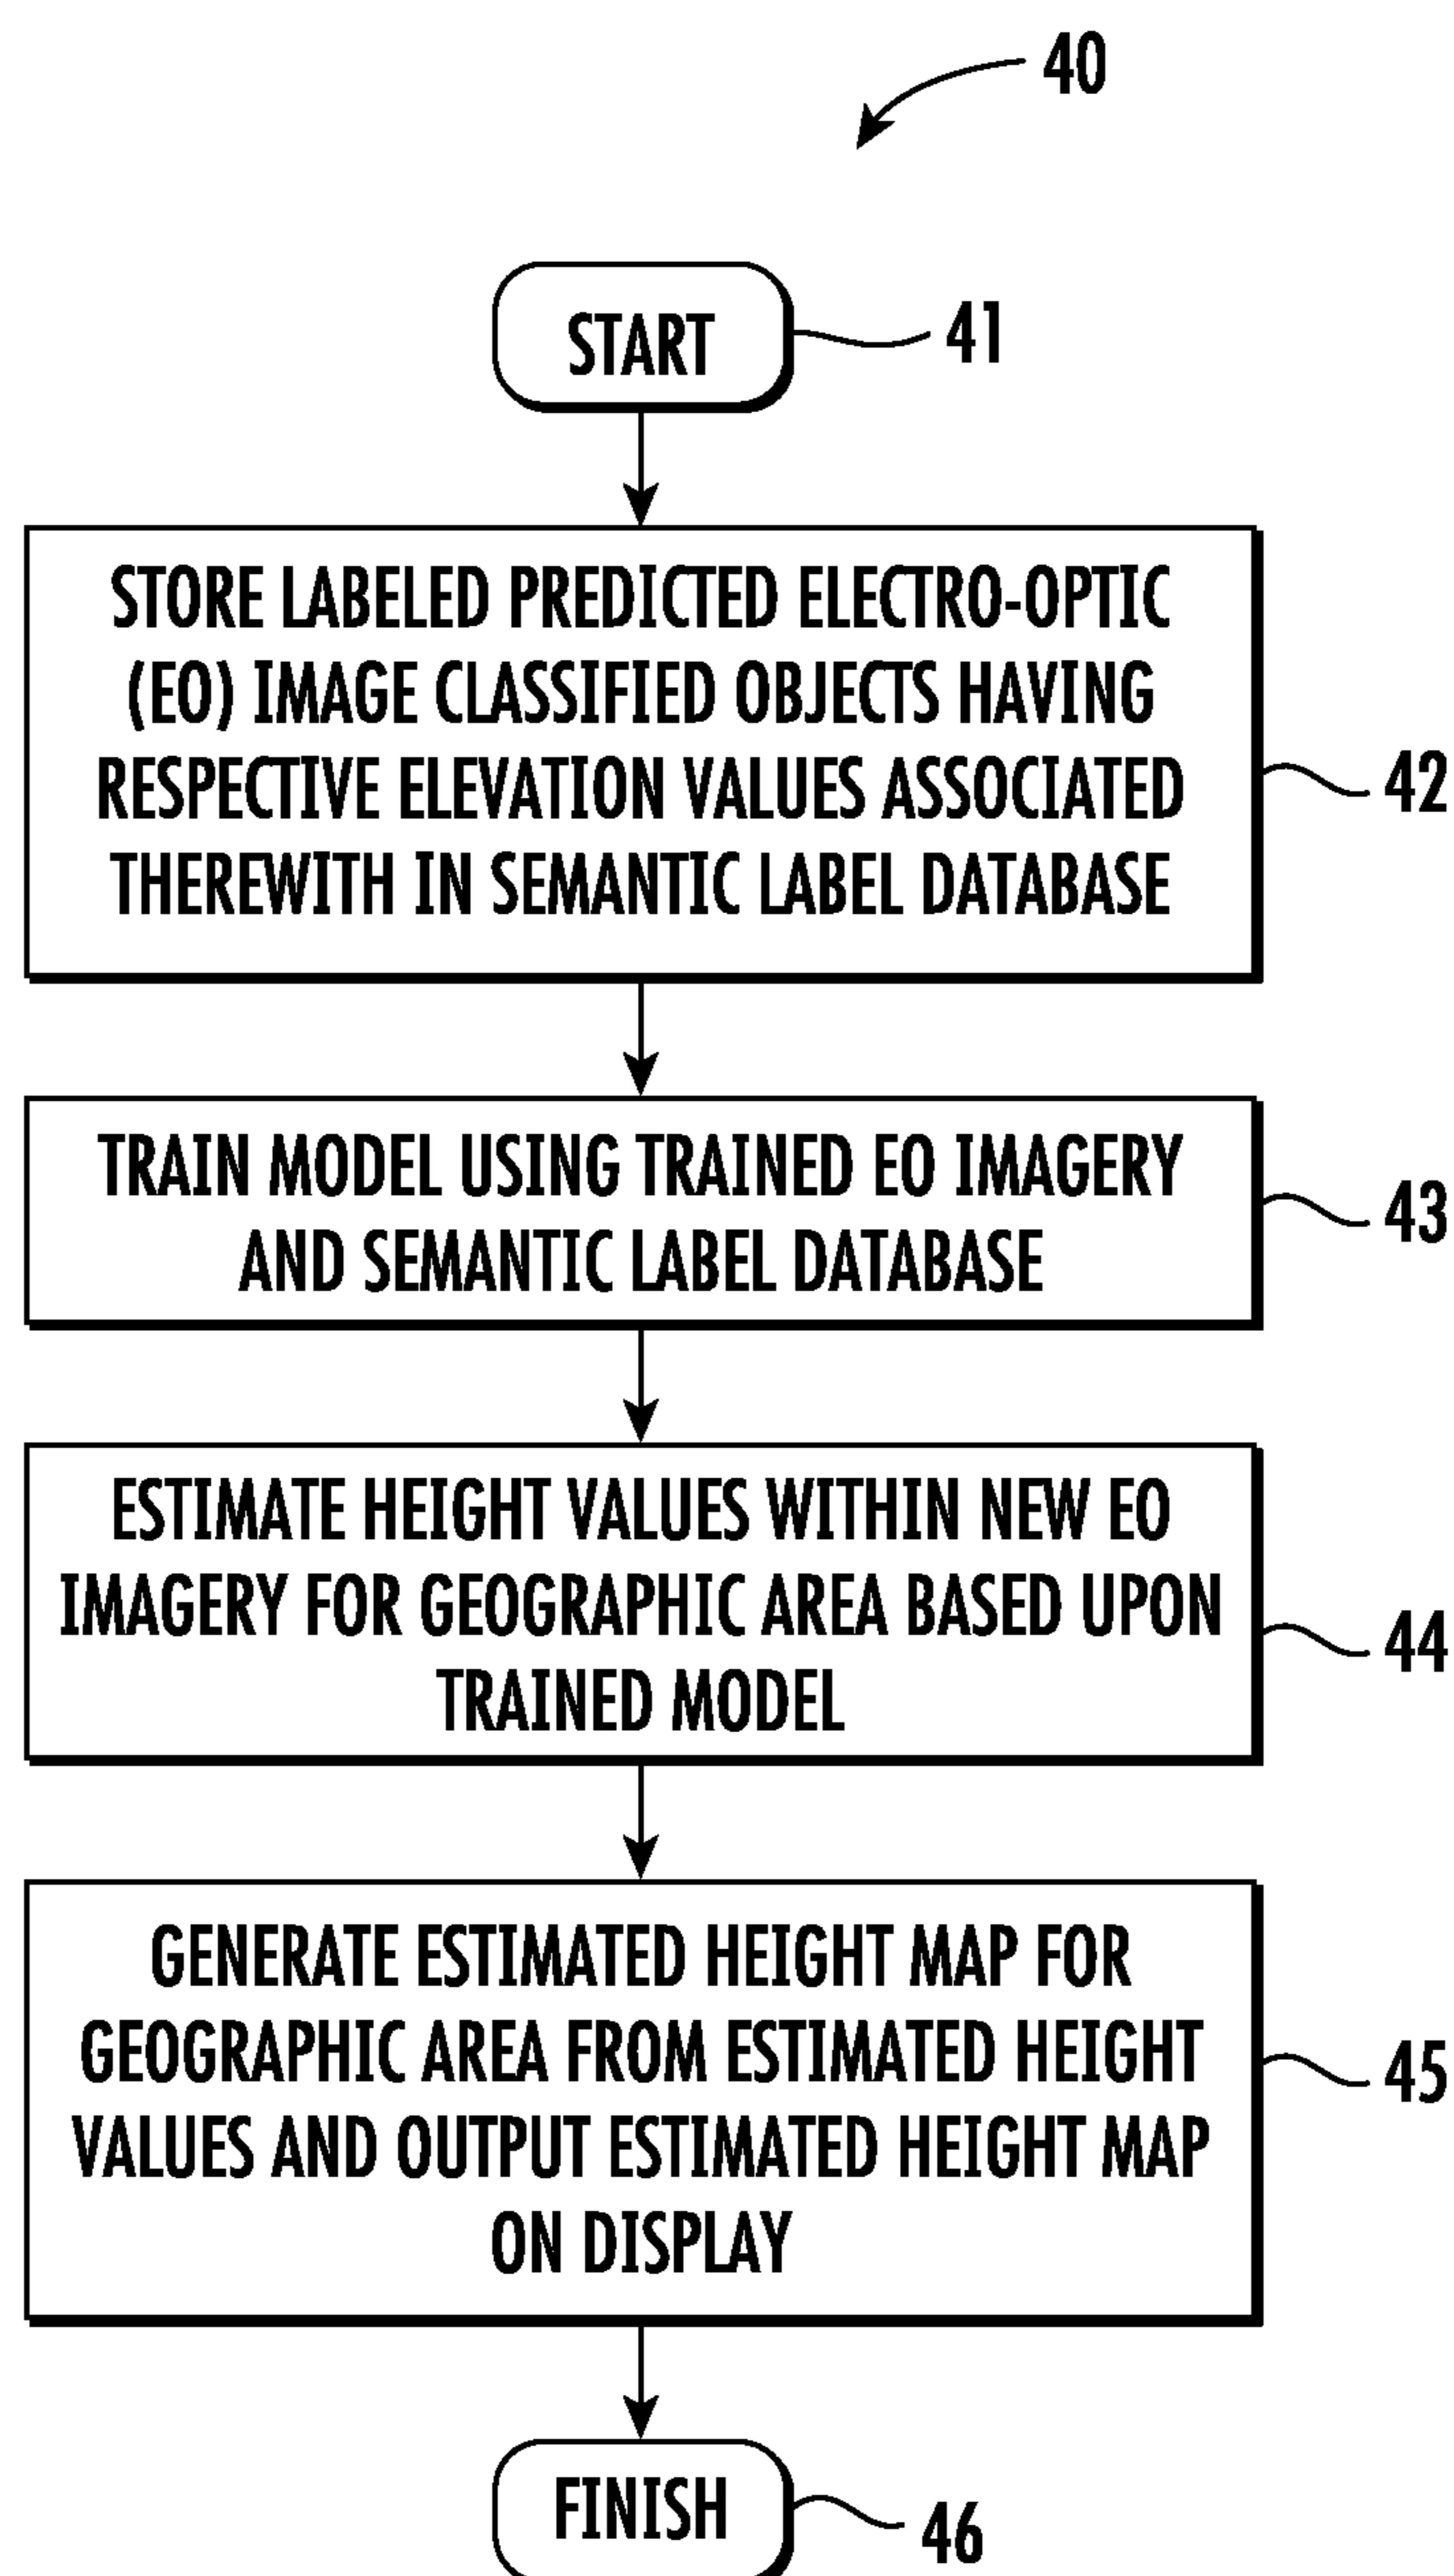 40
START
41
STORE LABELED PREDICTED ELECTRO-OPTIC
(EO) IMAGE CLASSIFIED OBJECTS HAVING
RESPECTIVE ELEVATION VALUES ASSOCIATED
THEREWITH IN SEMANTIC LABEL DATABASE
42
TRAIN MODEL USING TRAINED EO IMAGERY
AND SEMANTIC LABEL DATABASE
43
ESTIMATE HEIGHT VALUES WITHIN NEW EO
IMAGERY FOR GEOGRAPHIC AREA BASED UPON
TRAINED MODEL
44
GENERATE ESTIMATED HEIGHT MAP FOR
GEOGRAPHIC AREA FROM ESTIMATED HEIGHT
VALUES AND OUTPUT ESTIMATED HEIGHT MAP
ON DISPLAY
45
FINISH
46